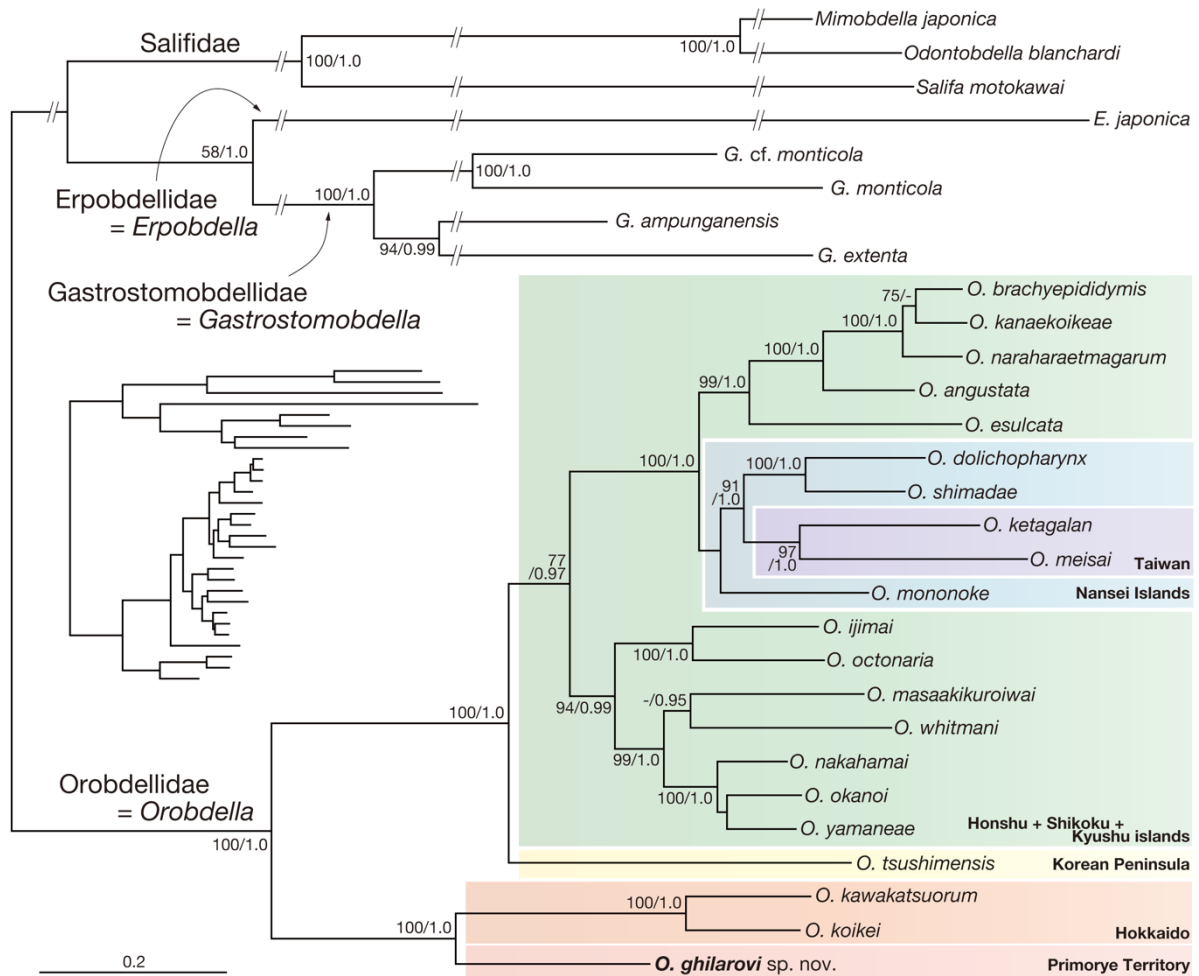 Mimobdella japonica
Salifidae
100/1.0
100/1.0
Odontobdella blanchardi
Salifa motokawai
E. japonica
58/1.0
G. cf. monticola
100/1.0
100/1.0
G. monticola
Erpobdellidae
= Erpobdella
G. ampunganensis
94/0.99
G. extenta
Gastrostomobdellidae
= Gastrostomobdella
O. brachyepididymis
75/-
O. kanaekoikeae
100/1.0
O. naraharaetmagarum
100/1.0
O. angustata
99/1.0
O. esulcata
O. dolichopharynx
100/1.0
100/1.0
O. shimadae
91
/1.0
O. ketagalan
97
/1.0
O. meisai
Taiwan
77
/0.97
O. mononoke
Nansei Islands
O. ijimai
100/1.0
O. octonaria
O. masaakikuroiwai
-/0.95
94/0.99
100/1.0
O. whitmani
99/1.0
O. nakahamai
100/1.0
O. okanoi
O. yamaneae
Honshu + Shikoku +
Kyushu islands
Orobdellidae
= Orobdella
100/1.0
O. tsushimensis
Korean Peninsula
O. kawakatsuorum
100/1.0
100/1.0
O. koikei
Hokkaido
O. ghilarovi sp. nov.
Primorye Territory
0.2